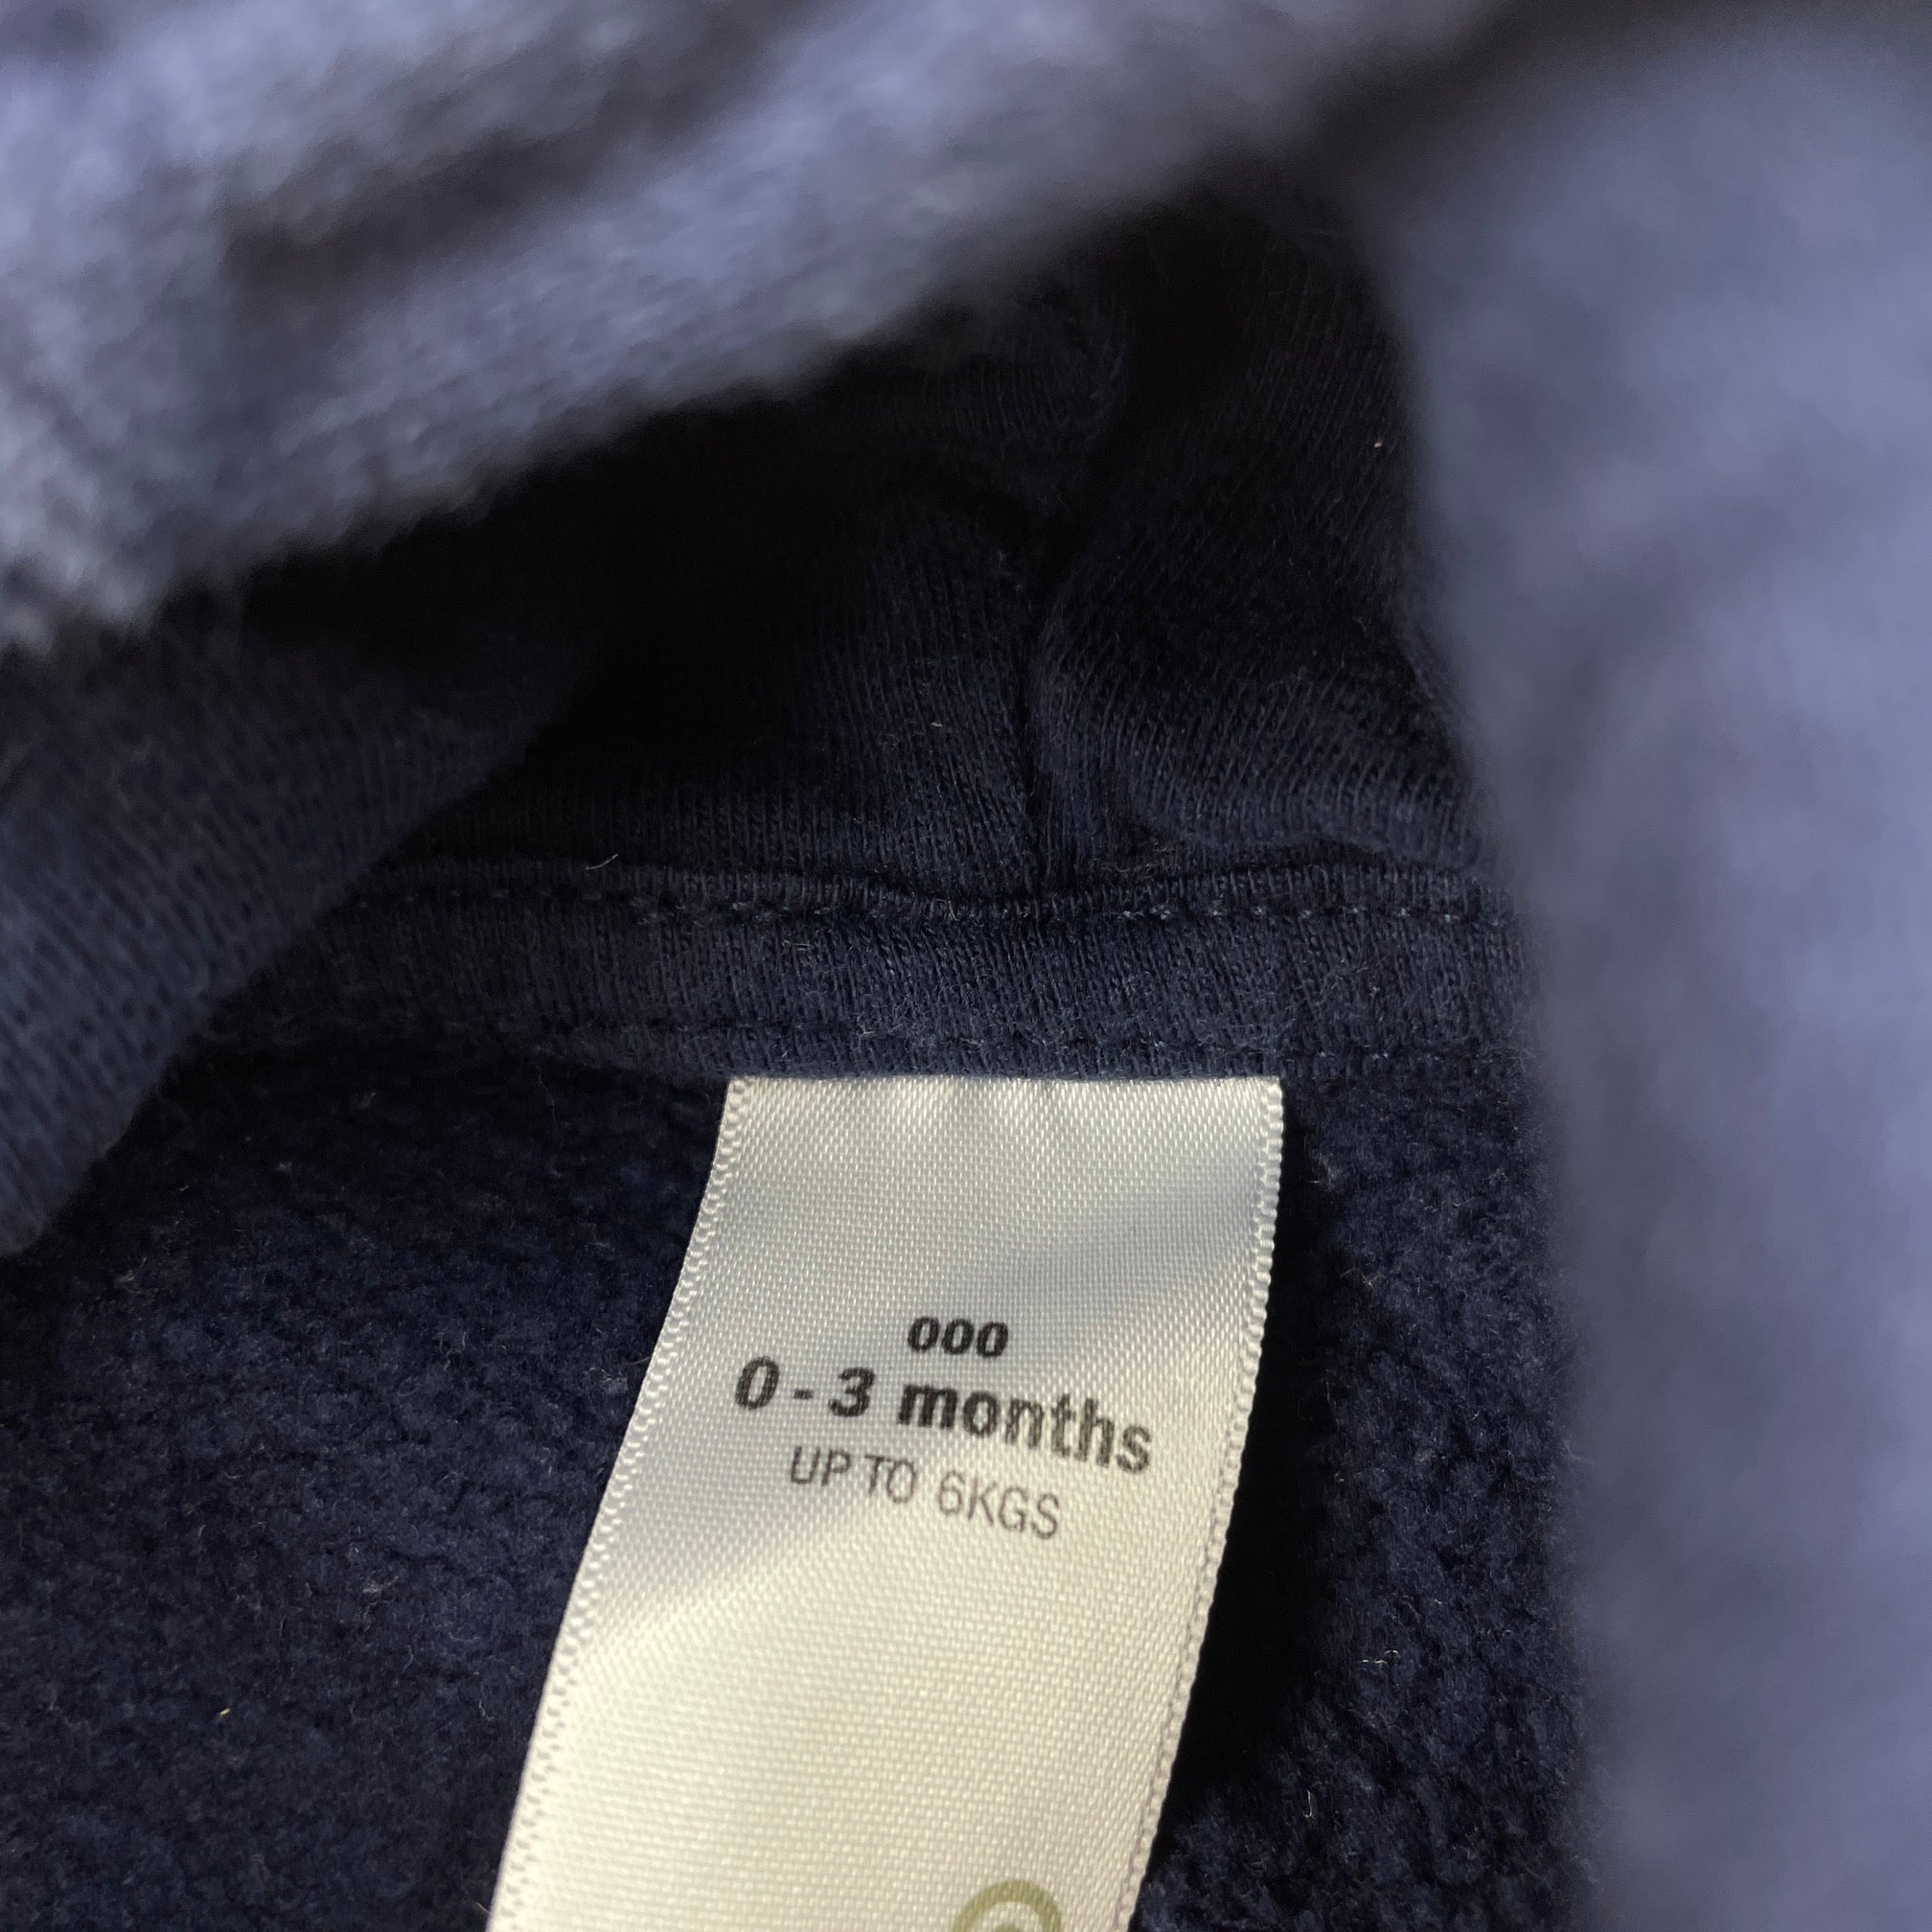 000
0 - 3 months
UP TO 6KGS